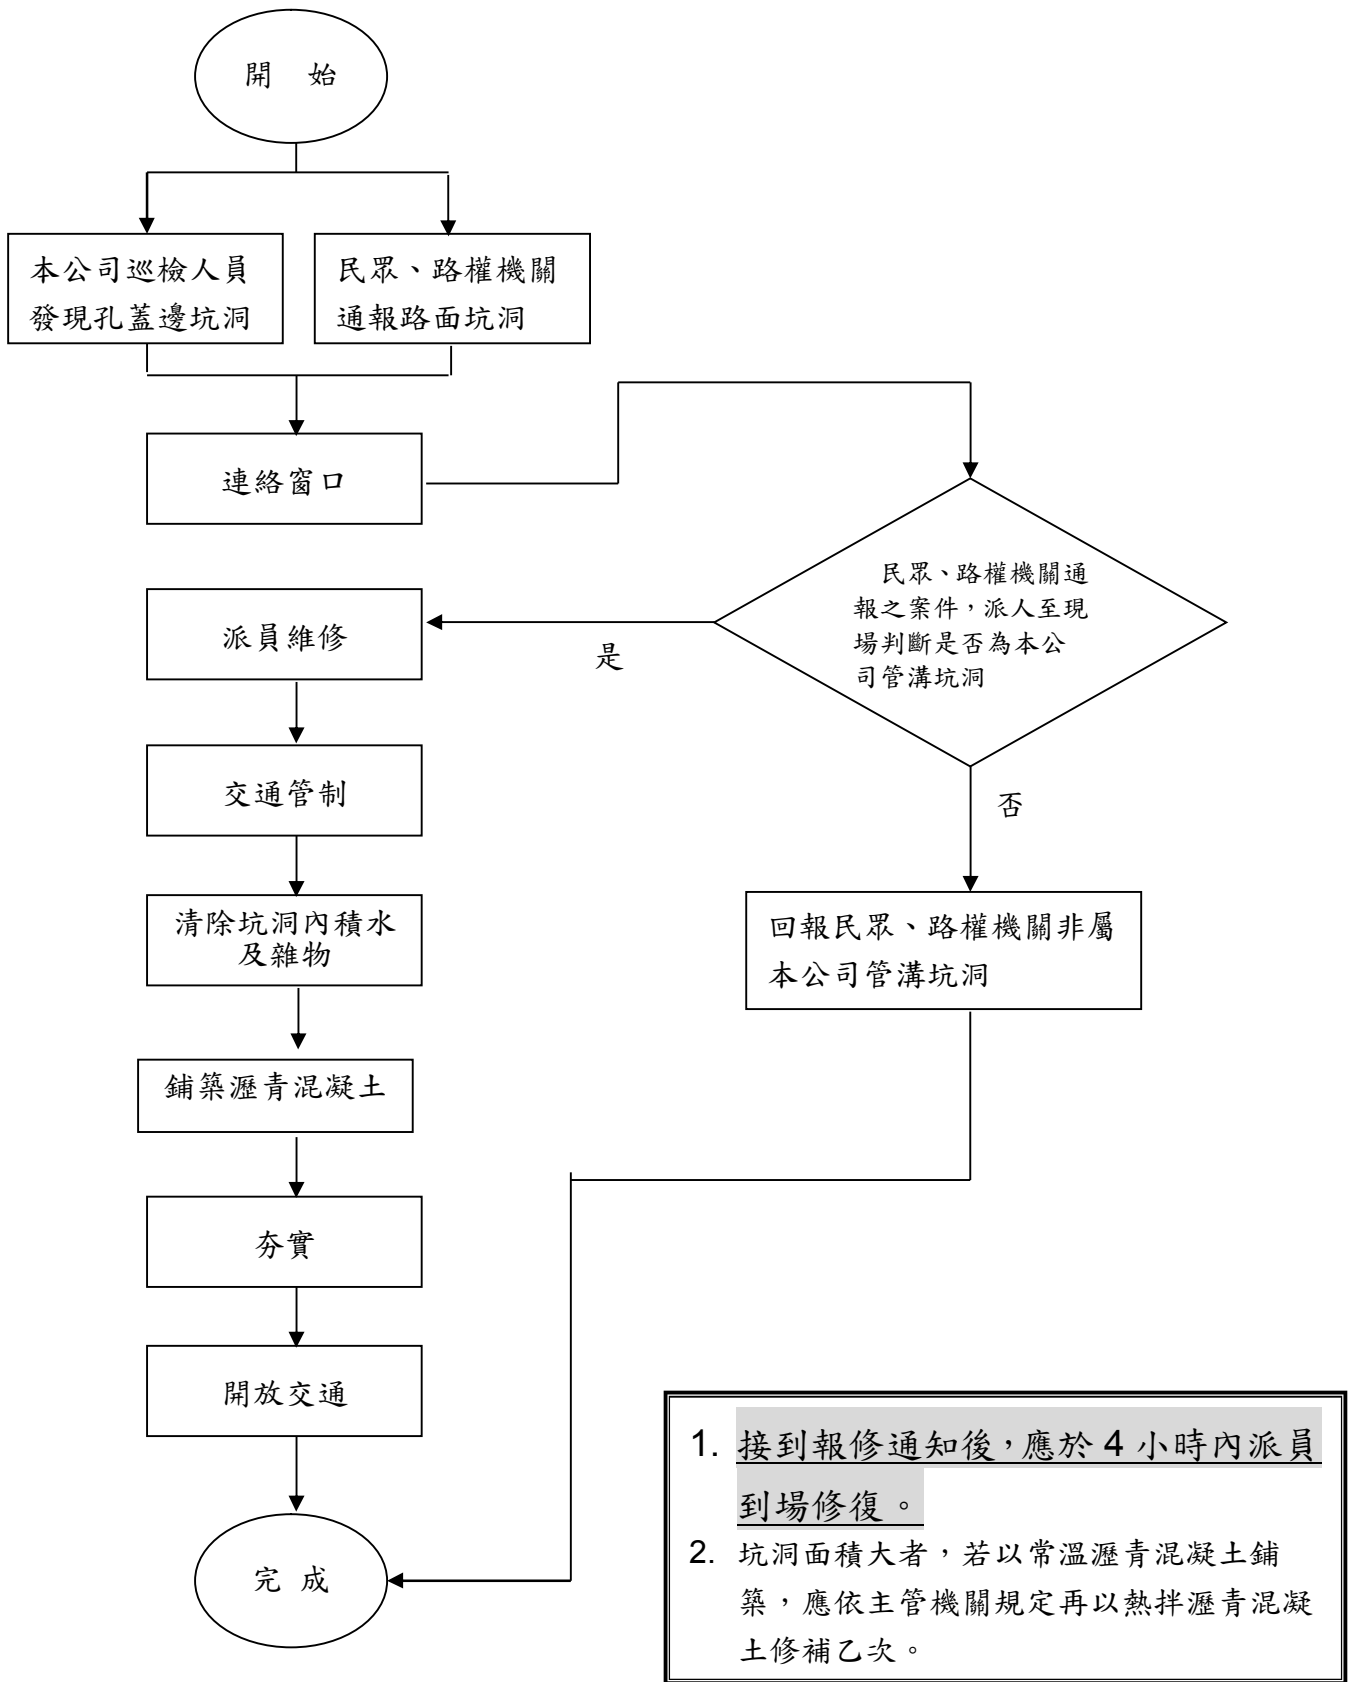 開 始
本公司巡檢人員
發現孔蓋邊坑洞
民眾、路權機關
通報路面坑洞
連絡窗口
民眾、路權機關通
報之案件，派人至現
場判斷是否為本公
司管溝坑洞
是
派員維修
交通管制
否
清除坑洞內積水
及雜物
回報民眾、路權機關非屬
本公司管溝坑洞
鋪築瀝青混凝土
夯實
開放交通
完 成
1. 接到報修通知後，應於 4 小時內派員
到場修復。
2. 坑洞面積大者，若以常溫瀝青混凝土鋪
築，應依主管機關規定再以熱拌瀝青混凝
土修補乙次。